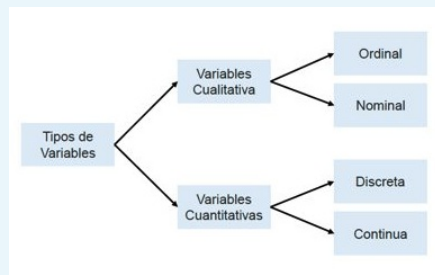 Tipos de
Variables
Variables
Cualitativa
Ordinal
Nominal
Variables
Cuantitativas
Discreta
Continua